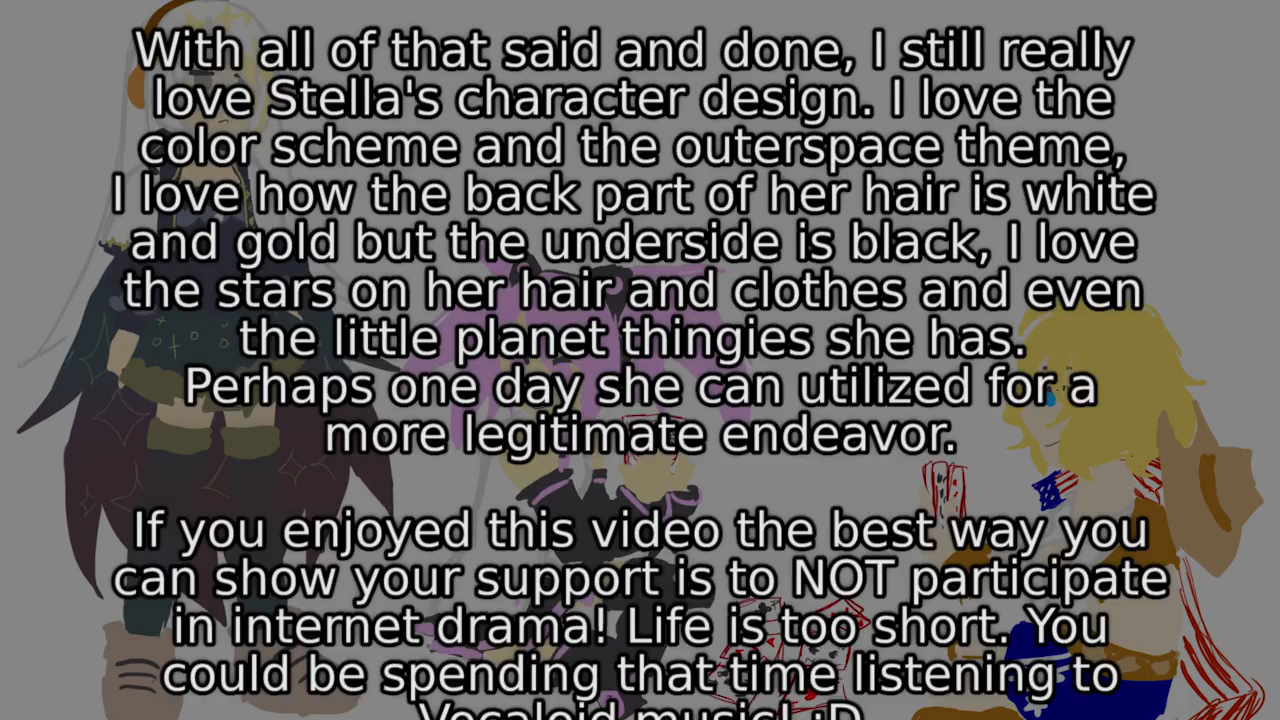 With all of that said and done, I still really
love Stella's character design. I love the
color scheme and the outerspace theme,
I love how the back part of her hair is white
and gold but the underside is black, I love
the stars on her hair and clothes and even
the little planet thingies she has.
Perhaps one day she can utilized for a
more legitimate endeavor.
If you enjoyed this video the best way you
can show your support is to NOT participate
in internet drama! Life is too short. You
could be spending that time listening to
Vocaloid music! :D